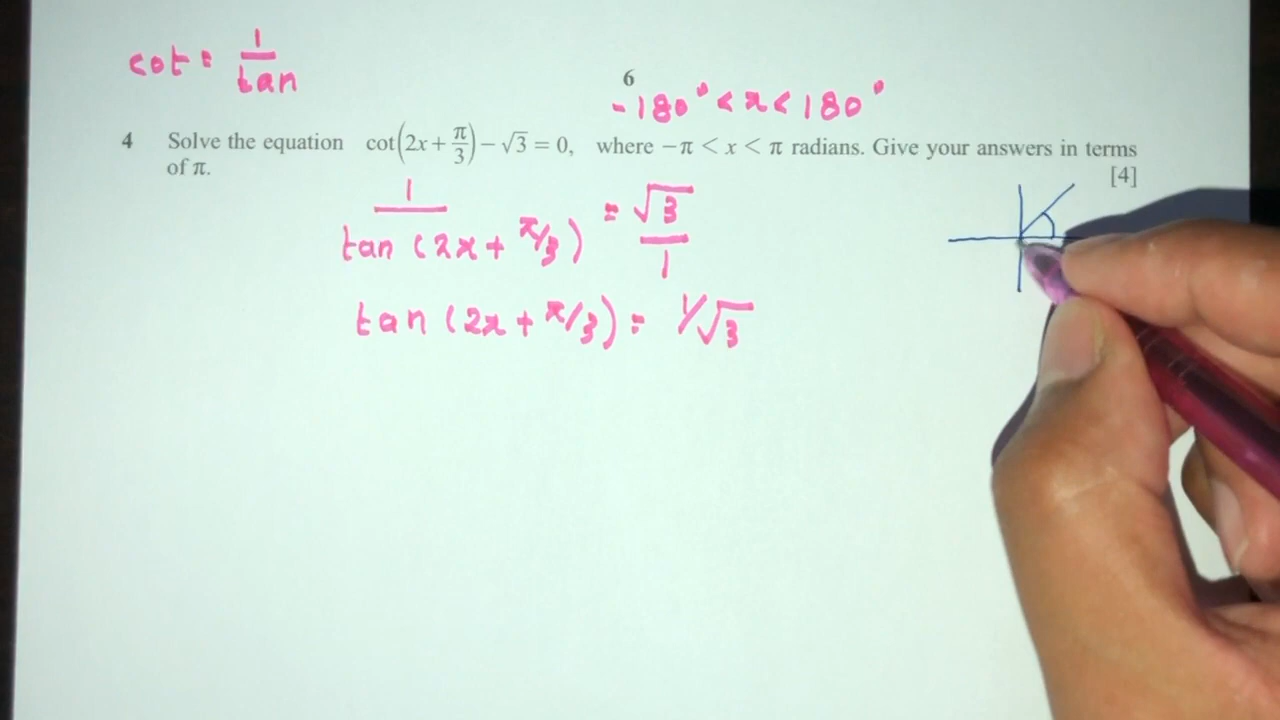 cot = 1/tan
6
-180° < x < 180°
4 Solve the equation cot(2x + π/3) − √3 = 0, where −π < x < π radians. Give your answers in terms
of π.
[4]
1/tan (2x + π/3) = √3/1
tan (2x + π/3) = 1/√3